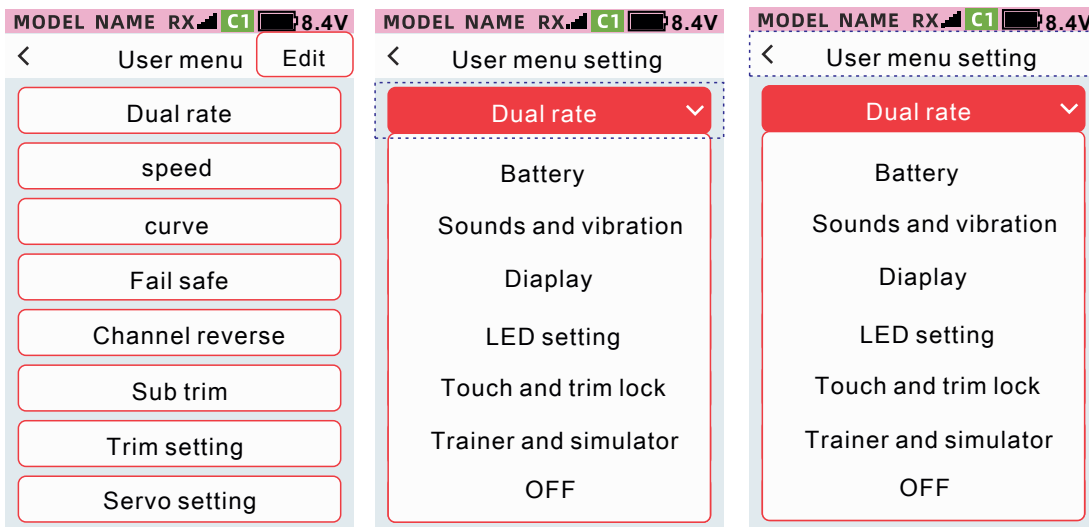 MODEL NAME RX C1 8.4V
< User menu Edit
Dual rate
speed
curve
Fail safe
Channel reverse
Sub trim
Trim setting
Servo setting
MODEL NAME RX C1 8.4V
< User menu setting
Dual rate
Battery
Sounds and vibration
Diaplay
LED setting
Touch and trim lock
Trainer and simulator
OFF
MODEL NAME RX C1 8.4V
< User menu setting
Dual rate
Battery
Sounds and vibration
Diaplay
LED setting
Touch and trim lock
Trainer and simulator
OFF